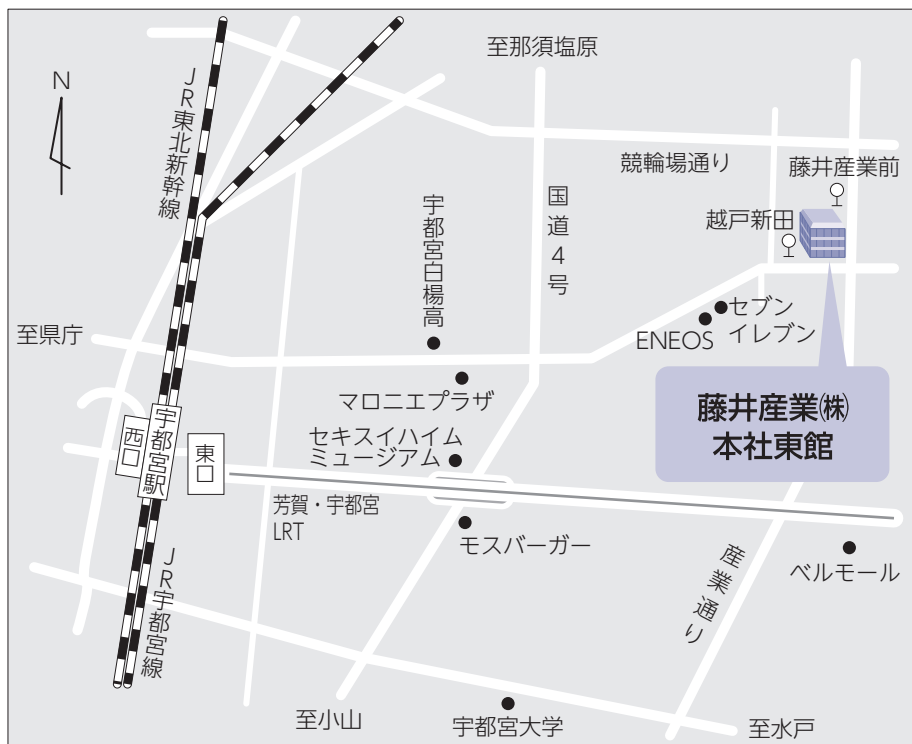 至那須塩原
N
JR東北新幹線
競輪場通り
藤井産業前
国道4号
越戸新田
宇都宮白楊高
セブン
イレブン
ENEOS
至県庁
マロニエプラザ
藤井産業㈱
本社東館
セキスイハイム
ミュージアム
西口
宇都宮駅
東口
芳賀・宇都宮
LRT
モスバーガー
産業通り
ベルモール
JR宇都宮線
至小山
宇都宮大学
至水戸